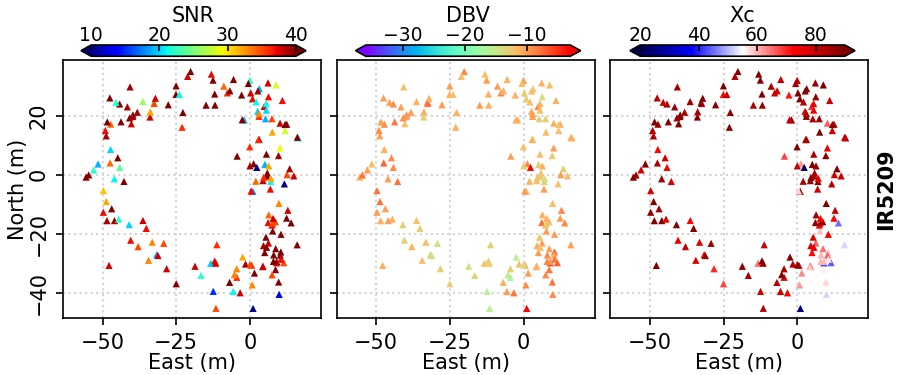 SNR DBV Xc
10 20 30 40 −30 −20 −10 20 40 60 80
North (m)
20
0
−20
−40
−50 −25 0 −50 −25 0 −50 −25 0
East (m) East (m) East (m)
IR5209